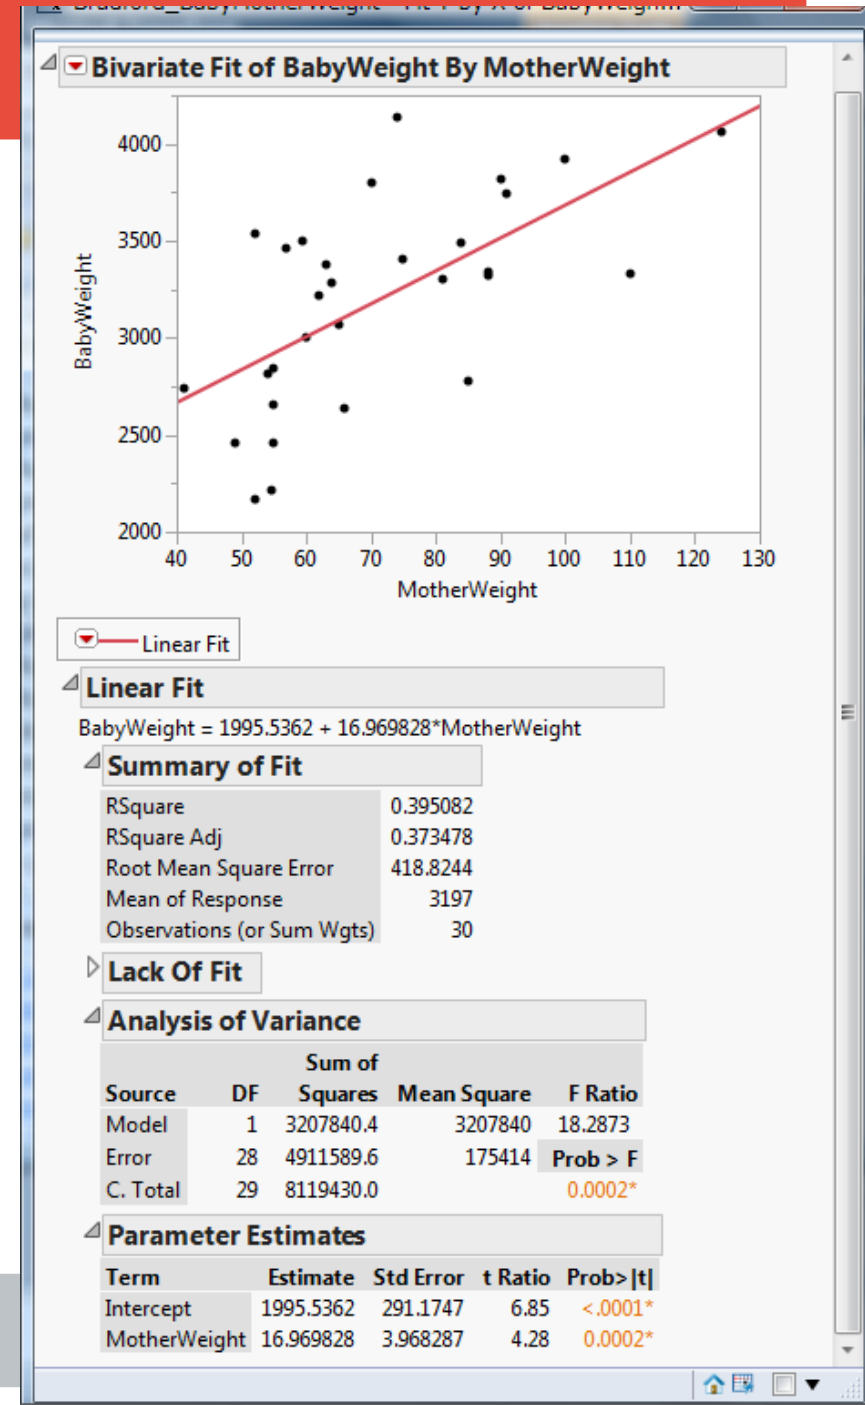 Bivariate Fit of BabyWeight By MotherWeight
4000
3500
3000
2500
2000
BabyWeight
40 50 60 70 80 90 100 110 120 130
MotherWeight
Linear Fit
Linear Fit
BabyWeight = 1995.5362 + 16.969828*MotherWeight
Summary of Fit
RSquare 0.395082
RSquare Adj 0.373478
Root Mean Square Error 418.8244
Mean of Response 3197
Observations (or Sum Wgts) 30
Lack Of Fit
Analysis of Variance
Sum of
Source DF Squares Mean Square F Ratio
Model 1 3207840.4 3207840 18.2873
Error 28 4911589.6 175414 Prob > F
C. Total 29 8119430.0 0.0002*
Parameter Estimates
Term Estimate Std Error t Ratio Prob>|t|
Intercept 1995.5362 291.1747 6.85 <.0001*
MotherWeight 16.969828 3.968287 4.28 0.0002*